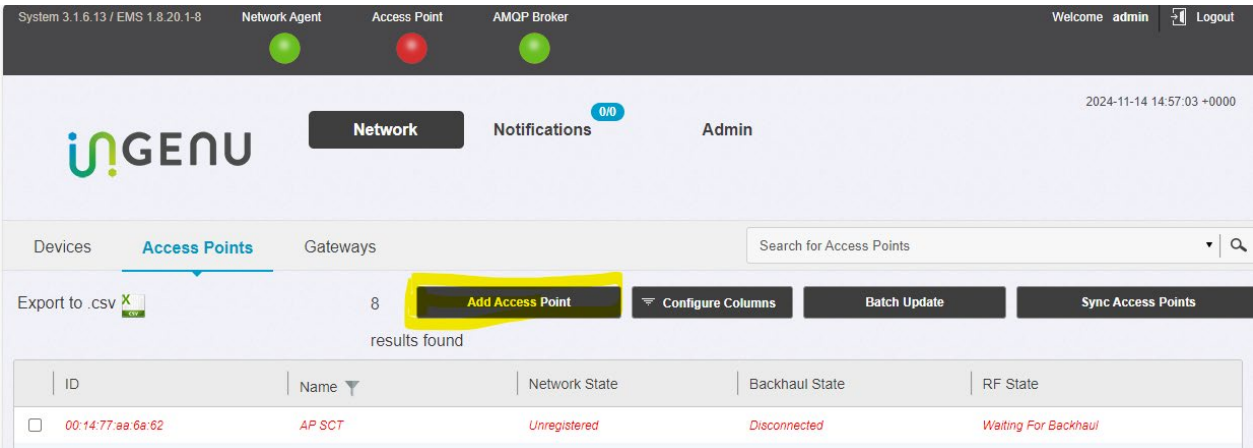 System 3.1.6.13 / EMS 1.8.20.1-8 Network Agent Access Point AMQP Broker Welcome admin Logout
2024-11-14 14:57:03 +0000
inGENU Network Notifications 0/0 Admin
Devices Access Points Gateways Search for Access Points
Export to .csv X CSV 8 Add Access Point Configure Columns Batch Update Sync Access Points
results found
ID Name Network State Backhaul State RF State
00:14:77:aa:6a:62 AP SCT Unregistered Disconnected Waiting For Backhaul